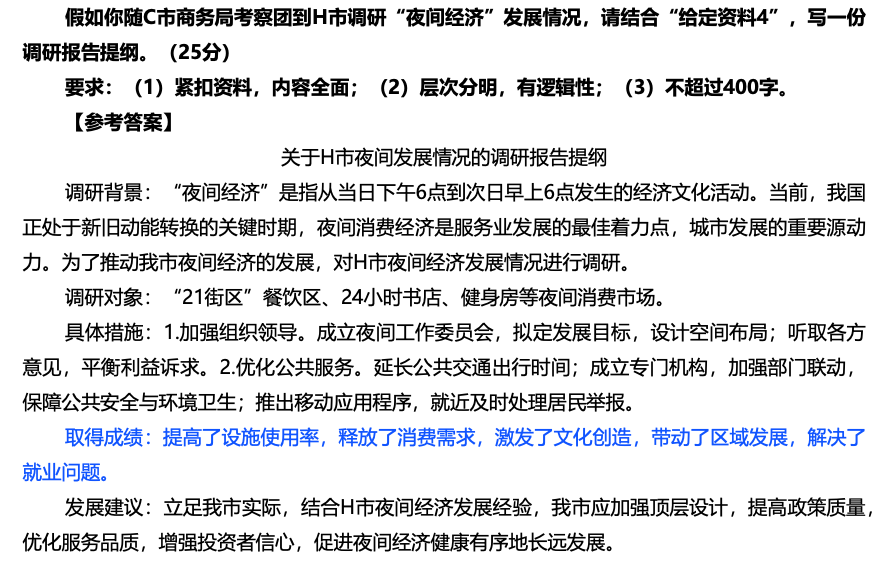 假如你随C市商务局考察团到H市调研“夜间经济”发展情况，请结合“给定资料4”，写一份
调研报告提纲。（25分）
要求：（1）紧扣资料，内容全面；（2）层次分明，有逻辑性；（3）不超过400字。
【参考答案】
关于H市夜间发展情况的调研报告提纲
调研背景：“夜间经济”是指从当日下午6点到次日早上6点发生的经济文化活动。当前，我国
正处于新旧动能转换的关键时期，夜间消费经济是服务业发展的最佳着力点，城市发展的重要源动
力。为了推动我市夜间经济的发展，对H市夜间经济发展情况进行调研。
调研对象：“21街区”餐饮区、24小时书店、健身房等夜间消费市场。
具体措施：1.加强组织领导。成立夜间工作委员会，拟定发展目标，设计空间布局；听取各方
意见，平衡利益诉求。2.优化公共服务。延长公共交通出行时间；成立专门机构，加强部门联动，
保障公共安全与环境卫生；推出移动应用程序，就近及时处理居民举报。
取得成绩：提高了设施使用率，释放了消费需求，激发了文化创造，带动了区域发展，解决了
就业问题。
发展建议：立足我市实际，结合H市夜间经济发展经验，我市应加强顶层设计，提高政策质量，
优化服务品质，增强投资者信心，促进夜间经济健康有序地长远发展。